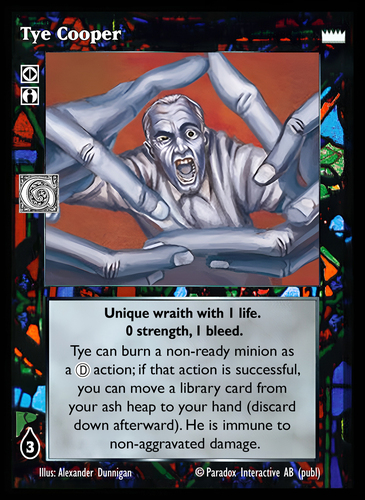 Tye Cooper
Unique wraith with 1 life.
0 strength, 1 bleed.
Tye can burn a non-ready minion as
a Ⓓ action; if that action is successful,
you can move a library card from
your ash heap to your hand (discard
down afterward). He is immune to
non-aggravated damage.
3
Illus: Alexander Dunnigan © Paradox Interactive AB (publ)